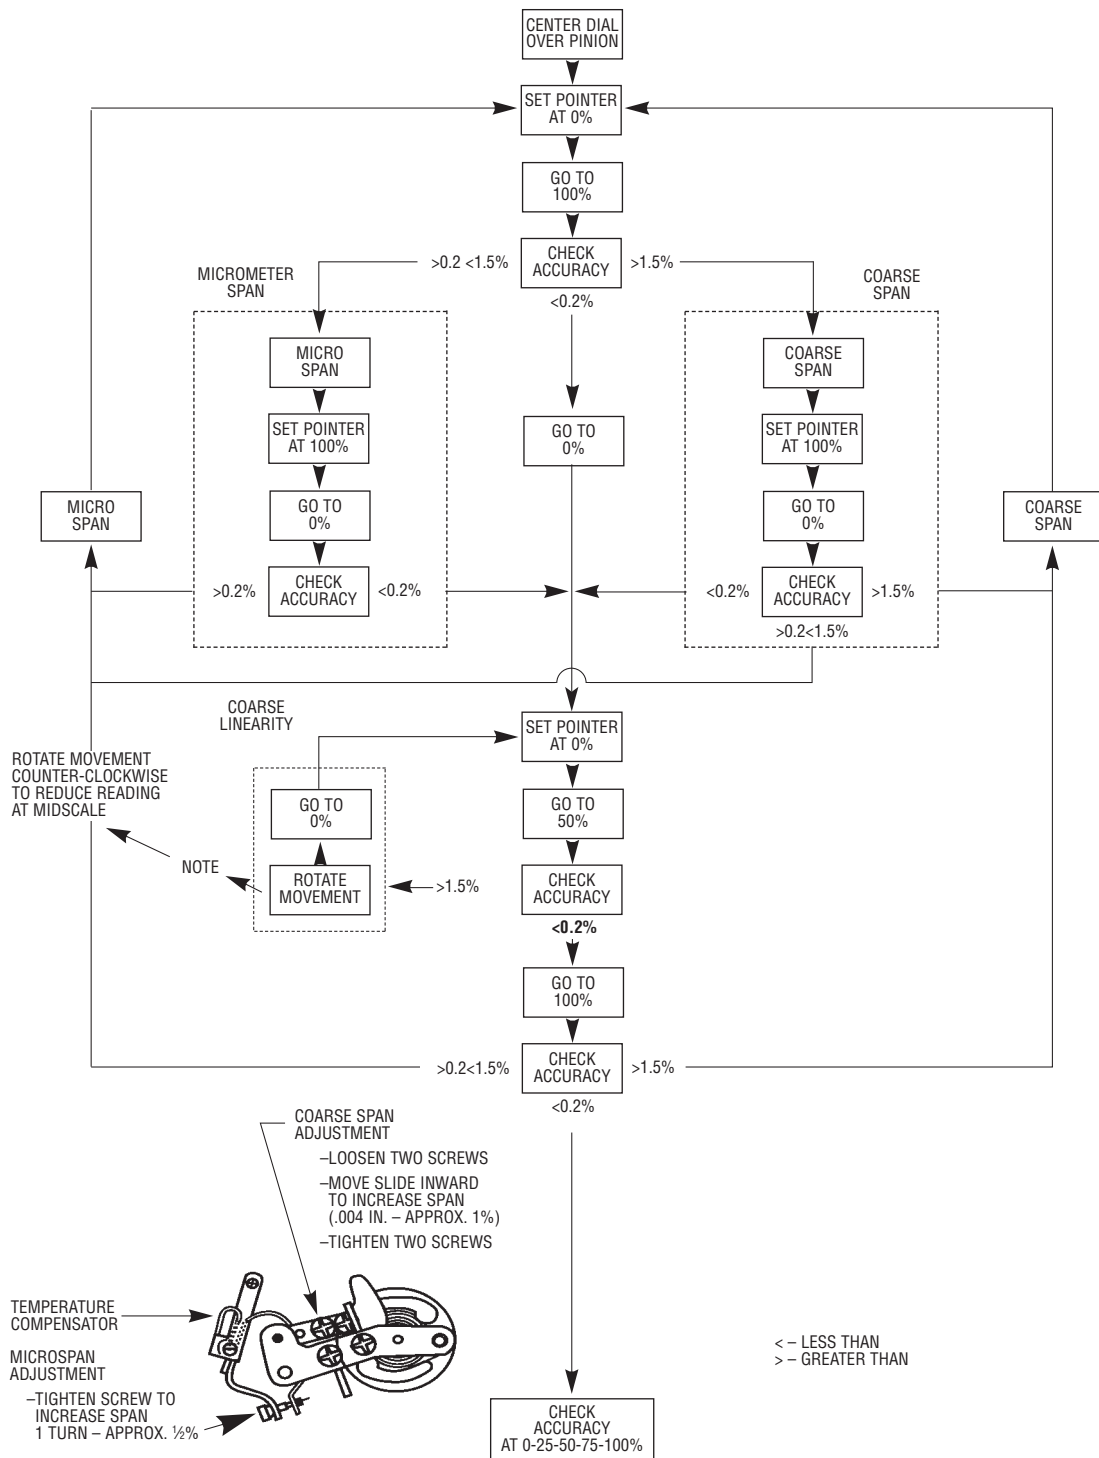 CENTER DIAL
OVER PINION
SET POINTER
AT 0%
GO TO
100%
CHECK
ACCURACY
>0.2 <1.5%
>1.5%
<0.2%
MICROMETER
SPAN
COARSE
SPAN
MICRO
SPAN
SET POINTER
AT 100%
GO TO
0%
CHECK
ACCURACY
>0.2%
<0.2%
GO TO
0%
COARSE
SPAN
SET POINTER
AT 100%
GO TO
0%
CHECK
ACCURACY
<0.2%
>1.5%
>0.2<1.5%
MICRO
SPAN
COARSE
SPAN
COARSE
LINEARITY
SET POINTER
AT 0%
GO TO
50%
CHECK
ACCURACY
<0.2%
>1.5%
GO TO
0%
ROTATE
MOVEMENT
NOTE
ROTATE MOVEMENT
COUNTER-CLOCKWISE
TO REDUCE READING
AT MIDSCALE
GO TO
100%
CHECK
ACCURACY
>0.2<1.5%
>1.5%
<0.2%
COARSE SPAN
ADJUSTMENT
–LOOSEN TWO SCREWS
–MOVE SLIDE INWARD
TO INCREASE SPAN
(.004 IN. – APPROX. 1%)
–TIGHTEN TWO SCREWS
TEMPERATURE
COMPENSATOR
MICROSPAN
ADJUSTMENT
–TIGHTEN SCREW TO
INCREASE SPAN
1 TURN – APPROX. ½%
< – LESS THAN
> – GREATER THAN
CHECK
ACCURACY
AT 0-25-50-75-100%